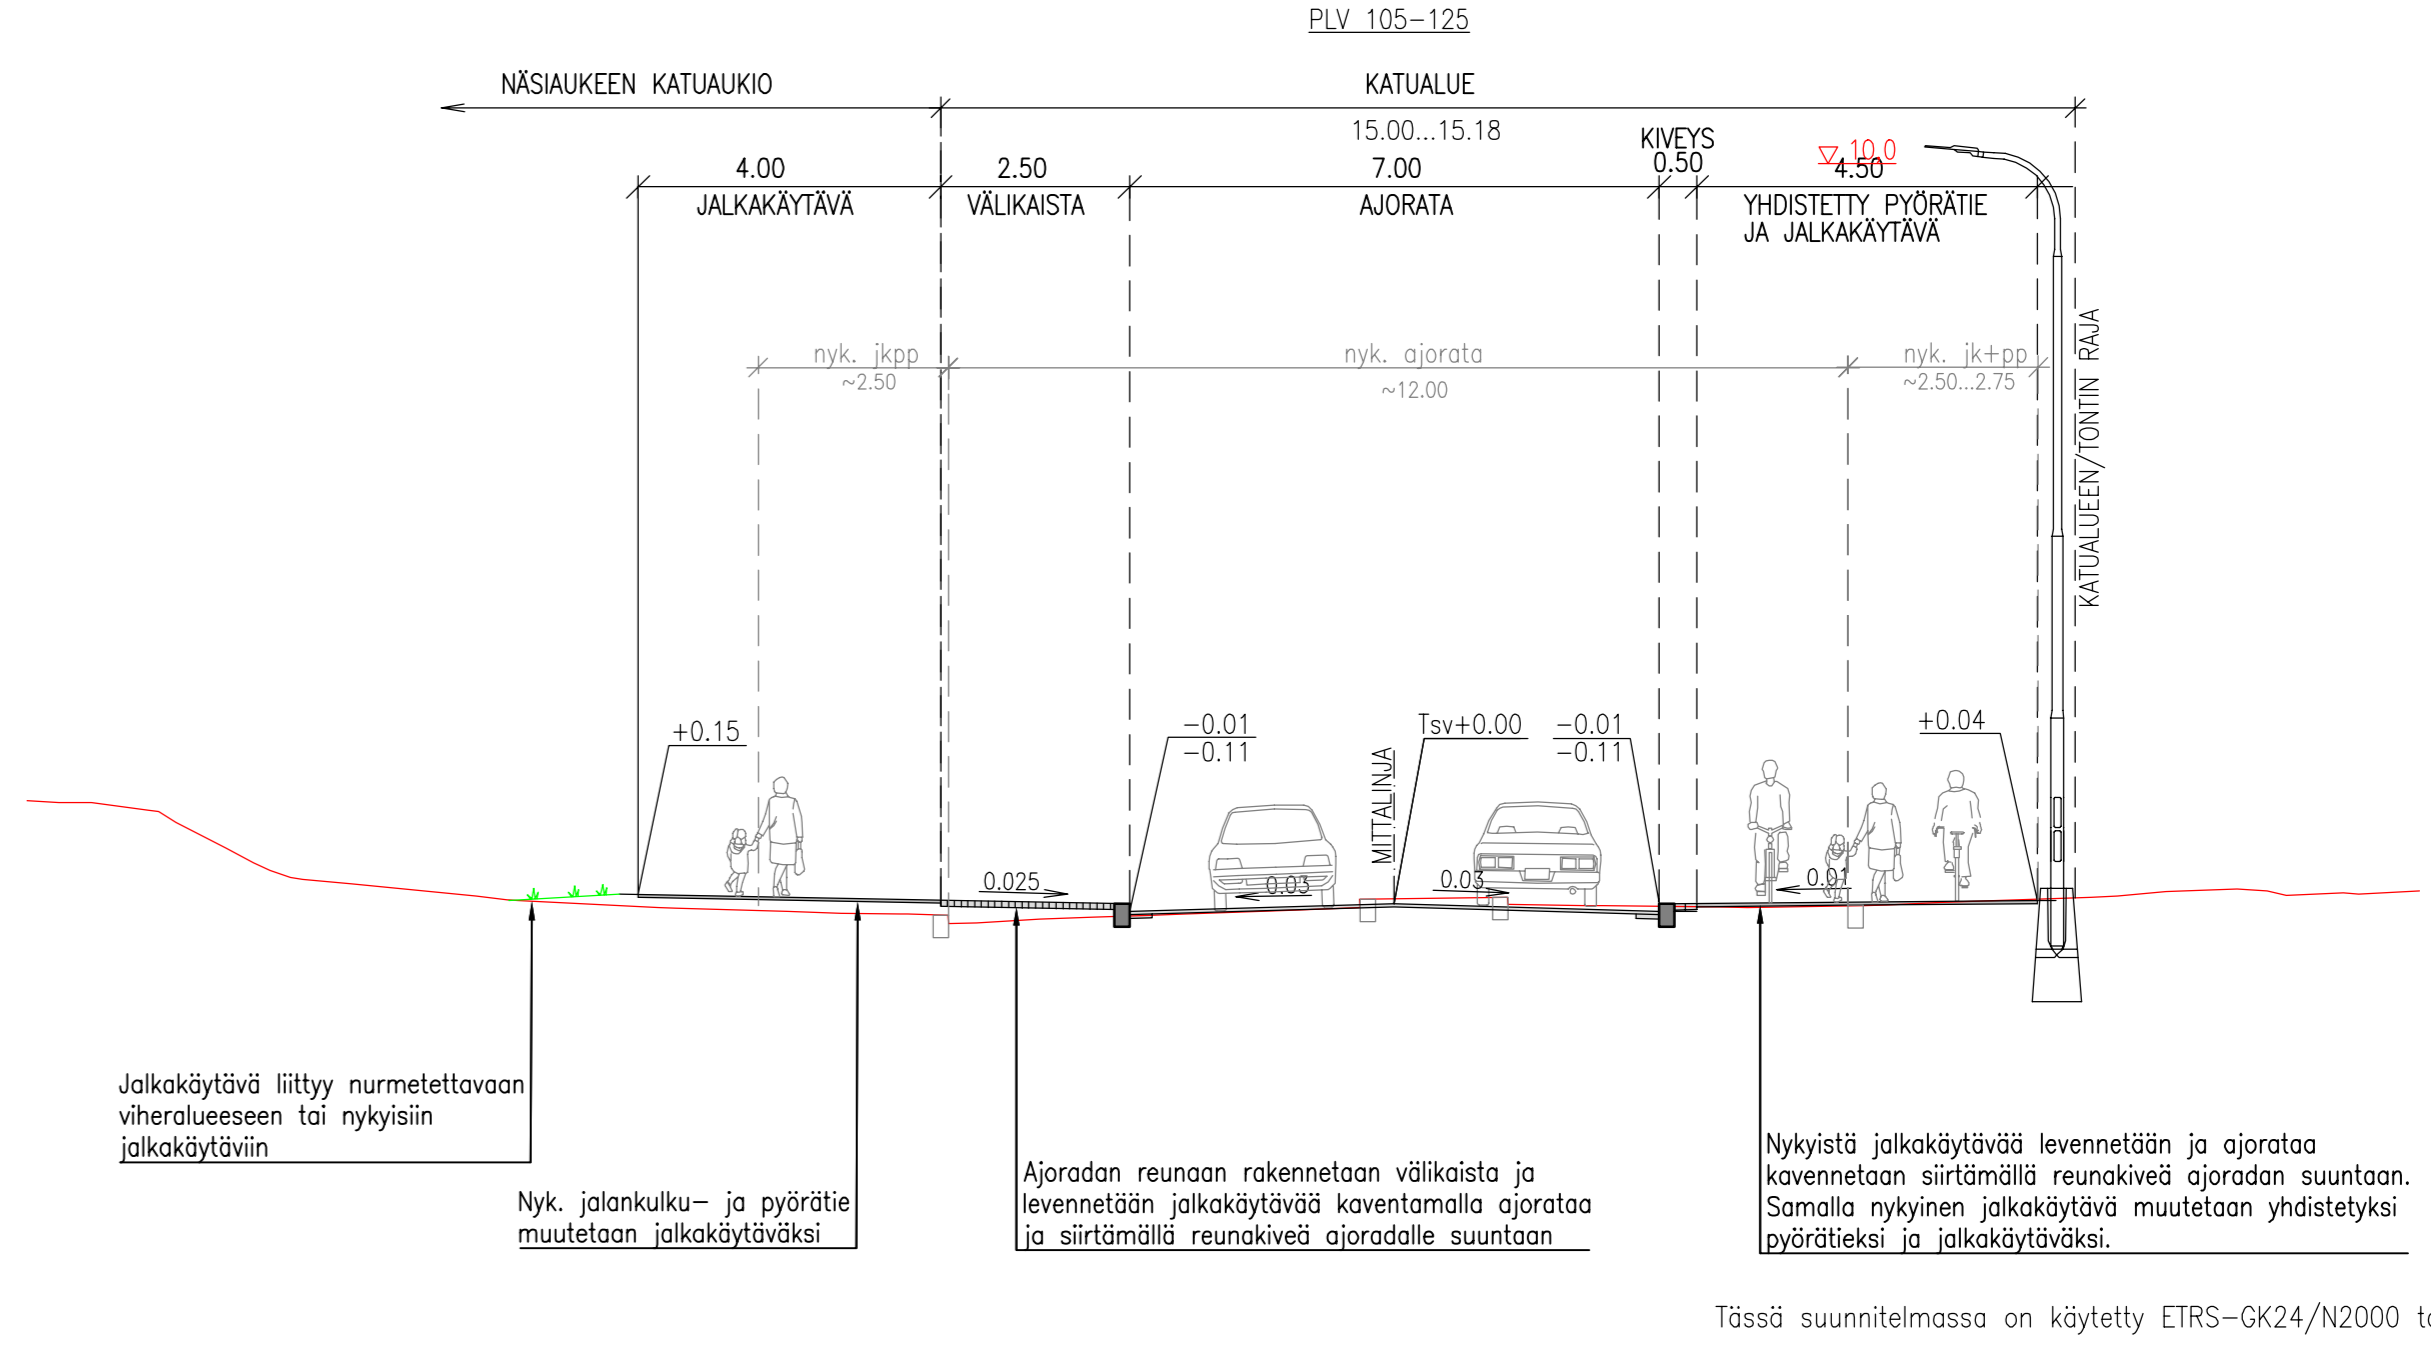 PLV 105-125
NÄSIAUKEEN KATUAUKIO
KATUALUE
15.00...15.18
KIVEYS
0.50
10,0
4.00
2.50
7.00
4.50
JALKAKÄYTÄVÄ
VÄLIKAISTA
AJORATA
YHDISTETTY PYÖRÄTIE
JA JALKAKÄYTÄVÄ
nyk. jkpp
~2.50
nyk. ajorata
~12.00
nyk. jk+pp
~2.50...2.75
KATUALUEEN/TONTIN RAJA
+0.15
-0.01
-0.11
MITTALINJA
Tsv+0.00
-0.01
-0.11
+0.04
0.025
0.03
0.03
0.01
Jalkakäytävä liittyy nurmetettavaan
viheralueeseen tai nykyisiin
jalkakäytäviin
Nyk. jalankulku- ja pyörätie
muutetaan jalkakäytäväksi
Ajoradan reunaan rakennetaan välikaista ja
levennetään jalkakäytävää kaventamalla ajorataa
ja siirtämällä reunakiveä ajoradalle suuntaan
Nykyistä jalkakäytävää levennetään ja ajorataa
kavennetaan siirtämällä reunakiveä ajoradan suuntaan.
Samalla nykyinen jalkakäytävä muutetaan yhdistetyksi
pyörätieksi ja jalkakäytäväksi.
Tässä suunnitelmassa on käytetty ETRS-GK24/N2000